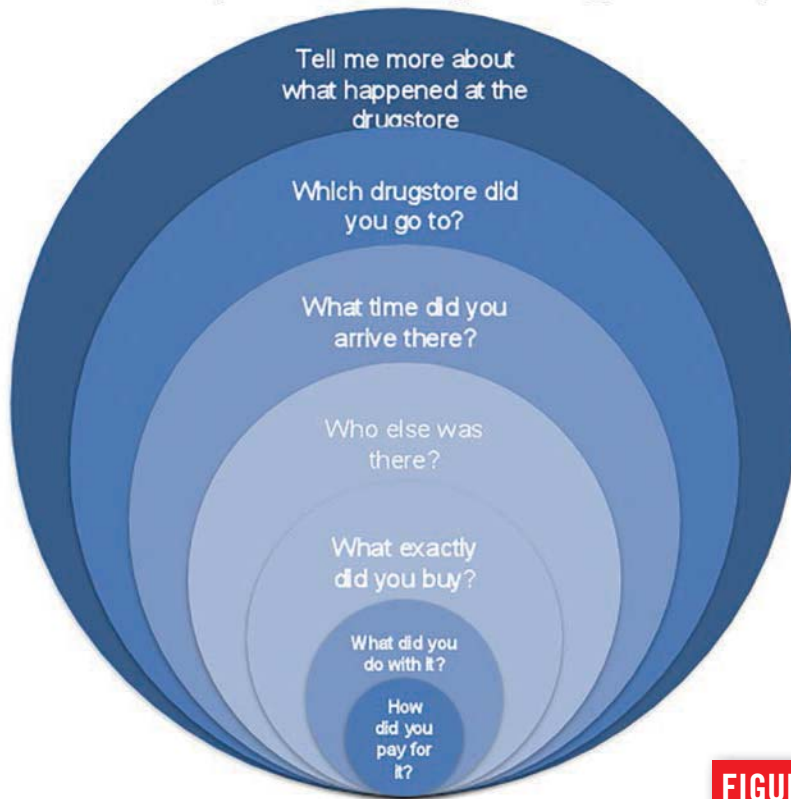 Tell me more about
what happened at the
drugstore
Which drugstore did
you go to?
What time did you
arrive there?
Who else was
there?
What exactly
did you buy?
What did you
do with it?
How
did you
pay for
it?